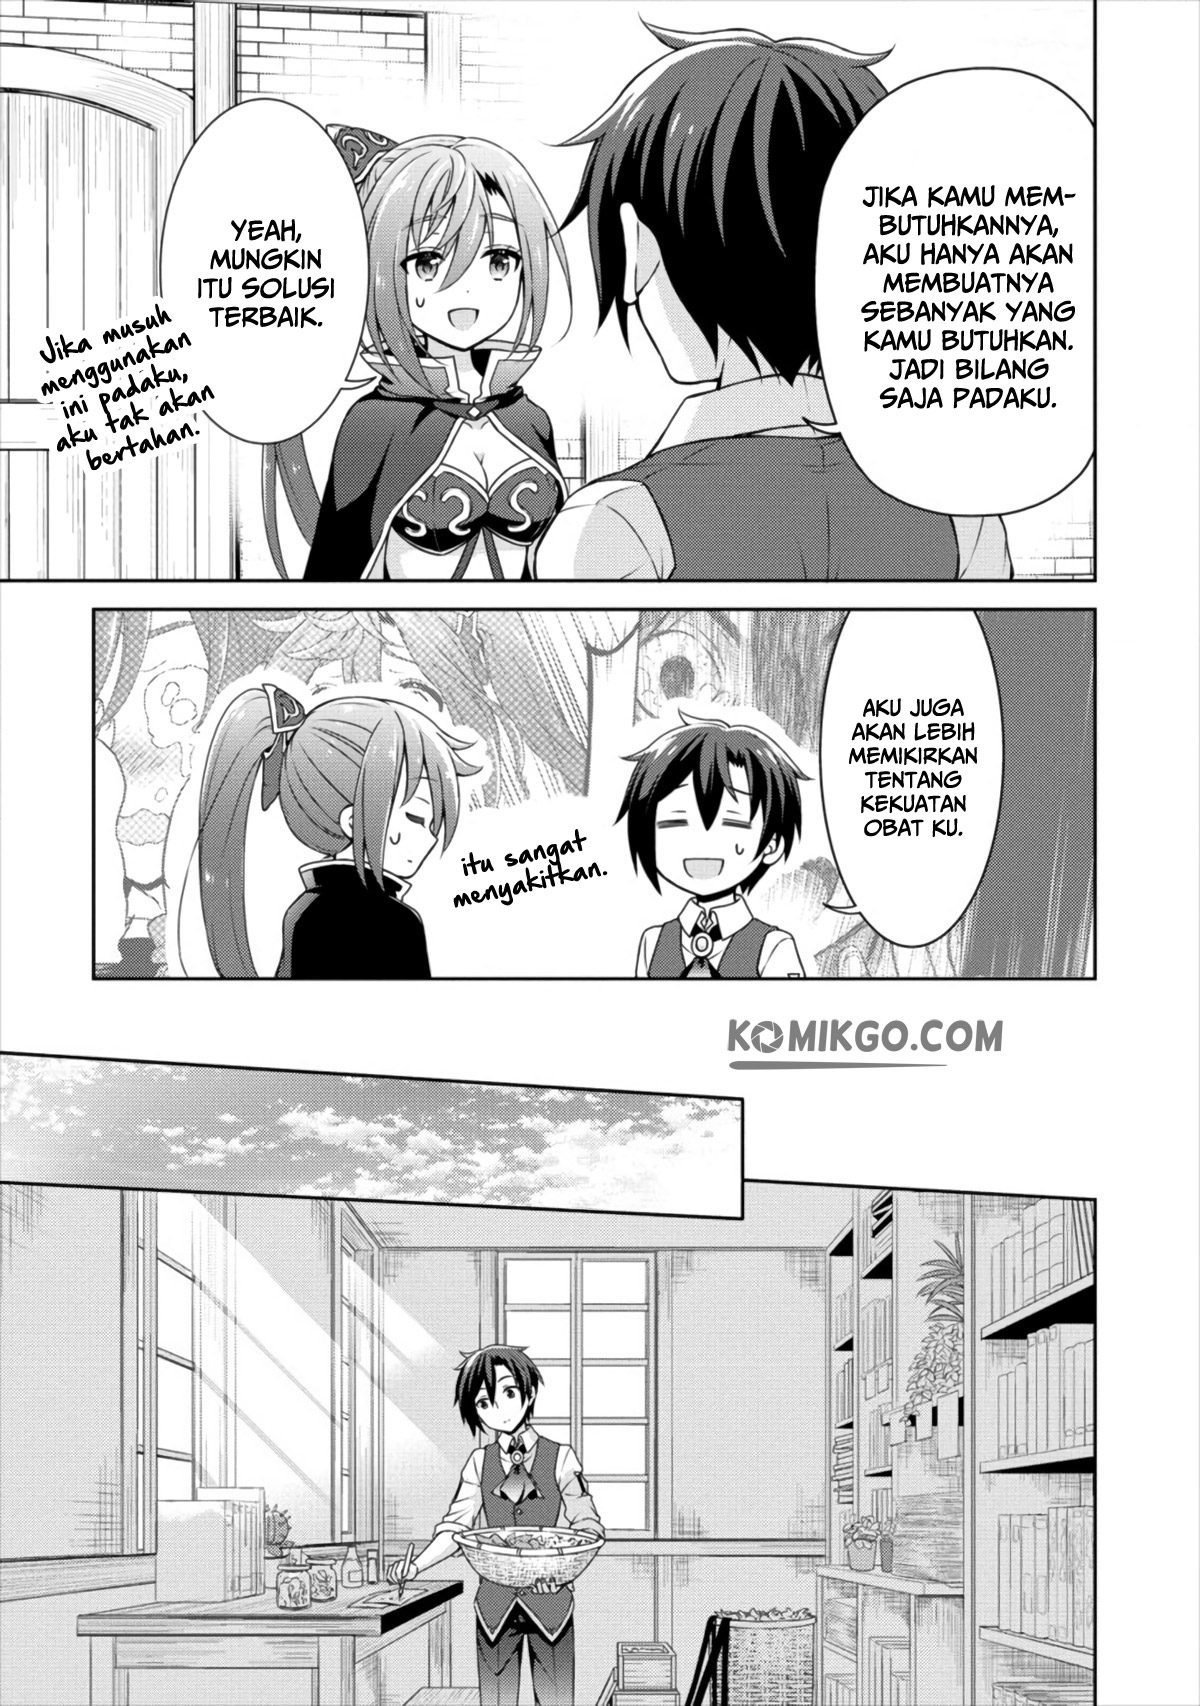 JIKA KAMU MEM-
BUTUHKANNYA,
AKU HANYA AKAN
MEMBUATNYA
SEBANYAK YANG
KAMU BUTUHKAN.
JADI BILANG
SAJA PADAKU.
YEAH,
MUNGKIN
ITU SOLUSI
TERBAIK.
Jika musuh
menggunakan
ini padaku,
aku tak akan
bertahan.
AKU JUGA
AKAN LEBIH
MEMIKIRKAN
TENTANG
KEKUATAN
OBAT KU.
itu sangat
menyakitkan.
KOMIKGO.COM